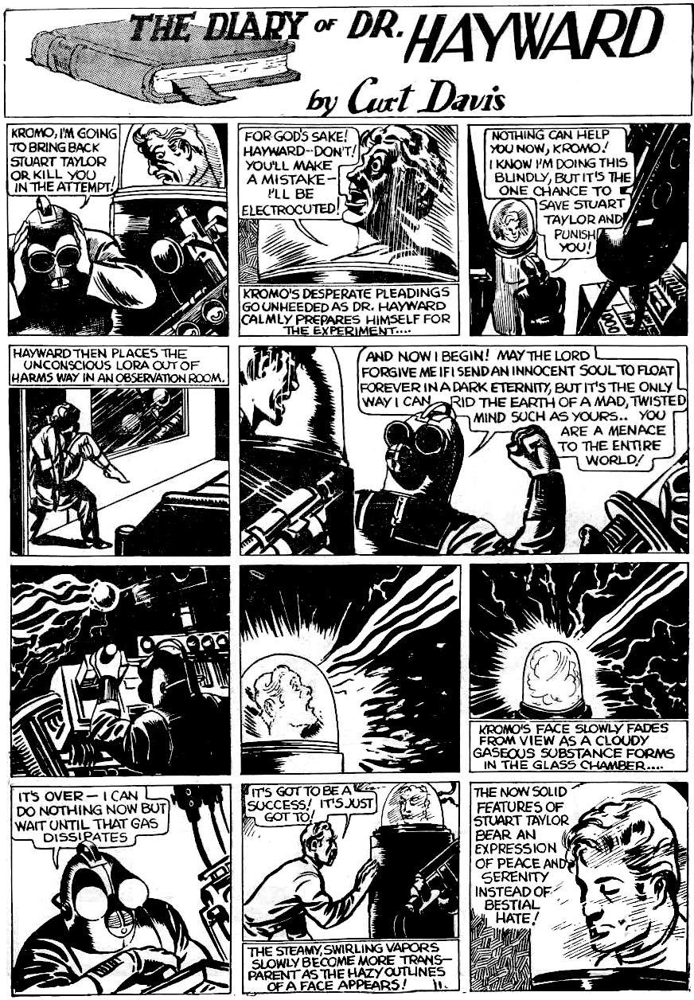 THE DIARY OF DR. HAYWARD
by Curt Davis
KROMO, I'M GOING
TO BRING BACK
STUART TAYLOR
OR KILL YOU
IN THE ATTEMPT!
FOR GOD'S SAKE!
HAYWARD--DON'T!
YOU'LL MAKE
A MISTAKE-
I'LL BE
ELECTROCUTED!
KROMO'S DESPERATE PLEADINGS
GO UNHEEDED AS DR. HAYWARD
CALMLY PREPARES HIMSELF FOR
THE EXPERIMENT....
NOTHING CAN HELP
YOU NOW, KROMO!
I KNOW I'M DOING THIS
BLINDLY, BUT IT'S THE
ONE CHANCE TO
SAVE STUART
TAYLOR AND
PUNISH
YOU!
HAYWARD THEN PLACES THE
UNCONSCIOUS LORA OUT OF
HARMS WAY IN AN OBSERVATION ROOM.
AND NOW I BEGIN! MAY THE LORD
FORGIVE ME IF I SEND AN INNOCENT SOUL TO FLOAT
FOREVER IN A DARK ETERNITY, BUT IT'S THE ONLY
WAY I CAN RID THE EARTH OF A MAD, TWISTED
MIND SUCH AS YOURS.. YOU
ARE A MENACE
TO THE ENTIRE
WORLD!
KROMO'S FACE SLOWLY FADES
FROM VIEW AS A CLOUDY
GASEOUS SUBSTANCE FORMS
IN THE GLASS CHAMBER....
IT'S OVER- I CAN
DO NOTHING NOW BUT
WAIT UNTIL THAT GAS
DISSIPATES
IT'S GOT TO BE A
SUCCESS! IT'S JUST
GOT TO!
THE STEAMY, SWIRLING VAPORS
SLOWLY BECOME MORE TRANS-
PARENT AS THE HAZY OUTLINES
OF A FACE APPEARS! 11.
THE NOW SOLID
FEATURES OF
STUART TAYLOR
BEAR AN
EXPRESSION
OF PEACE AND
SERENITY
INSTEAD OF
BESTIAL
HATE!